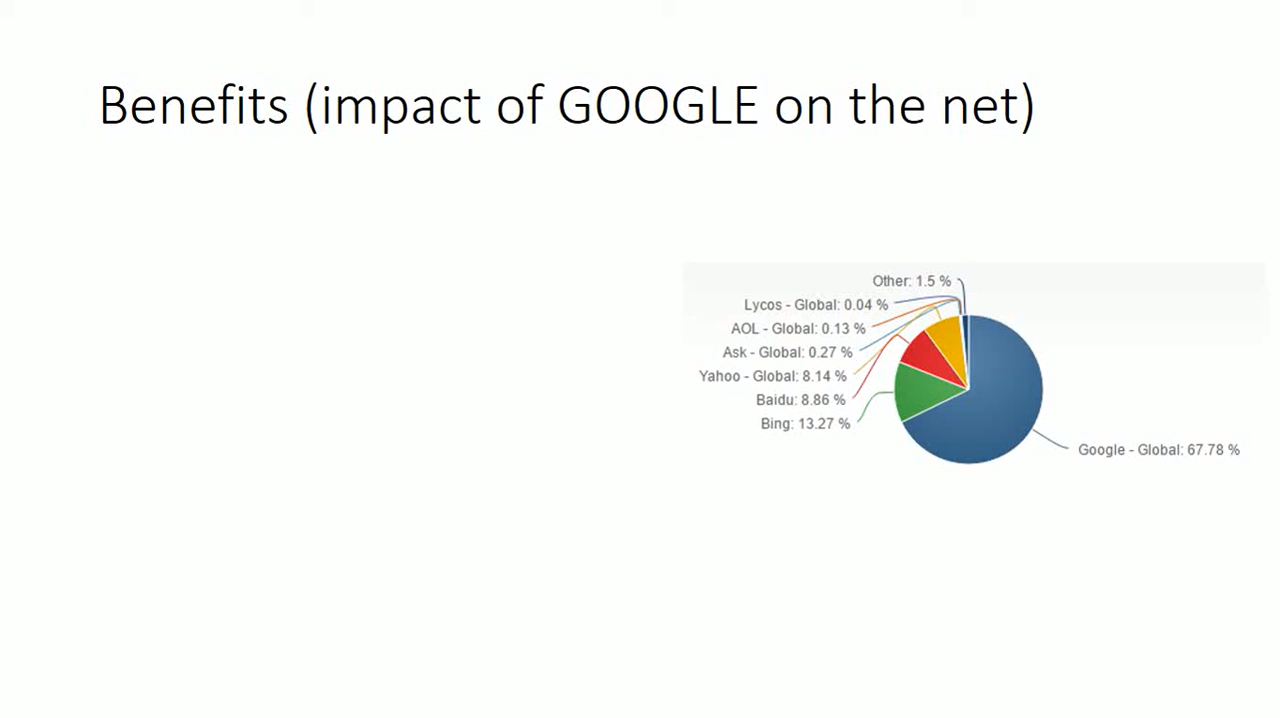 Benefits (impact of GOOGLE on the net)
Other: 1.5 %
Lycos - Global: 0.04 %
AOL - Global: 0.13 %
Ask - Global: 0.27 %
Yahoo - Global: 8.14 %
Baidu: 8.86 %
Bing: 13.27 %
Google - Global: 67.78 %